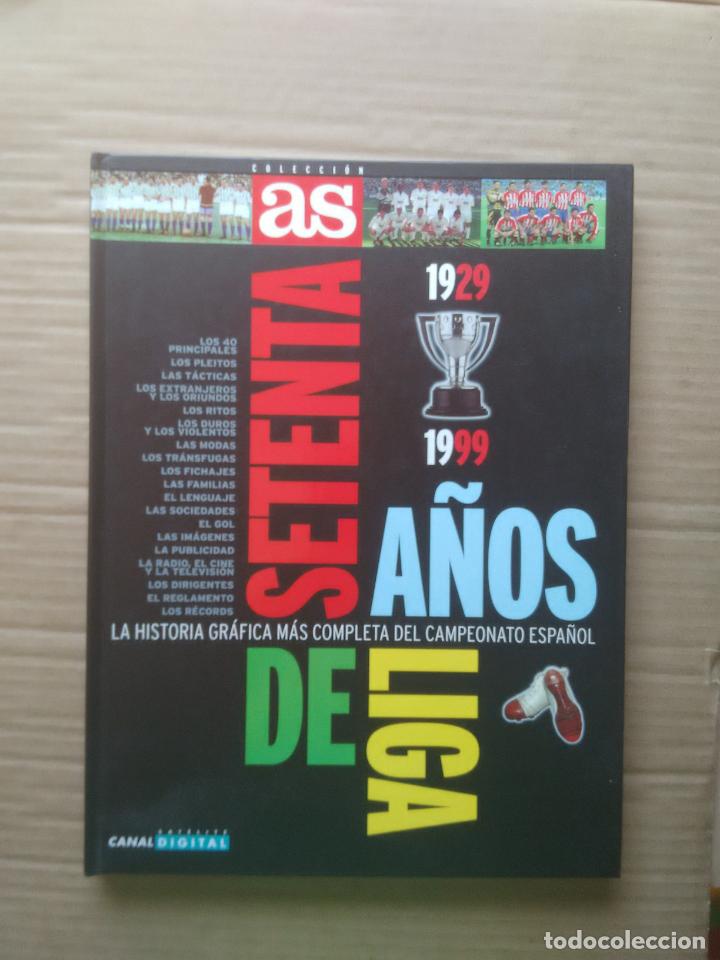 COLECCIÓN
as
1929
1999
SETENTA
AÑOS
DE
LIGA
LOS 40
PRINCIPALES
LOS PLEITOS
LAS TÁCTICAS
LOS EXTRANJEROS
Y LOS ORIUNDOS
LOS RITOS
LOS DUROS
Y LOS VIOLENTOS
LAS MODAS
LOS TRÁNSFUGAS
LOS FICHAJES
LAS FAMILIAS
EL LENGUAJE
LAS SOCIEDADES
EL GOL
LAS IMÁGENES
LA PUBLICIDAD
LA RADIO, EL CINE
Y LA TELEVISIÓN
LOS DIRIGENTES
EL REGLAMENTO
LOS RÉCORDS
LA HISTORIA GRÁFICA MÁS COMPLETA DEL CAMPEONATO ESPAÑOL
SATÉLITE
CANAL DIGITAL
todocoleccion